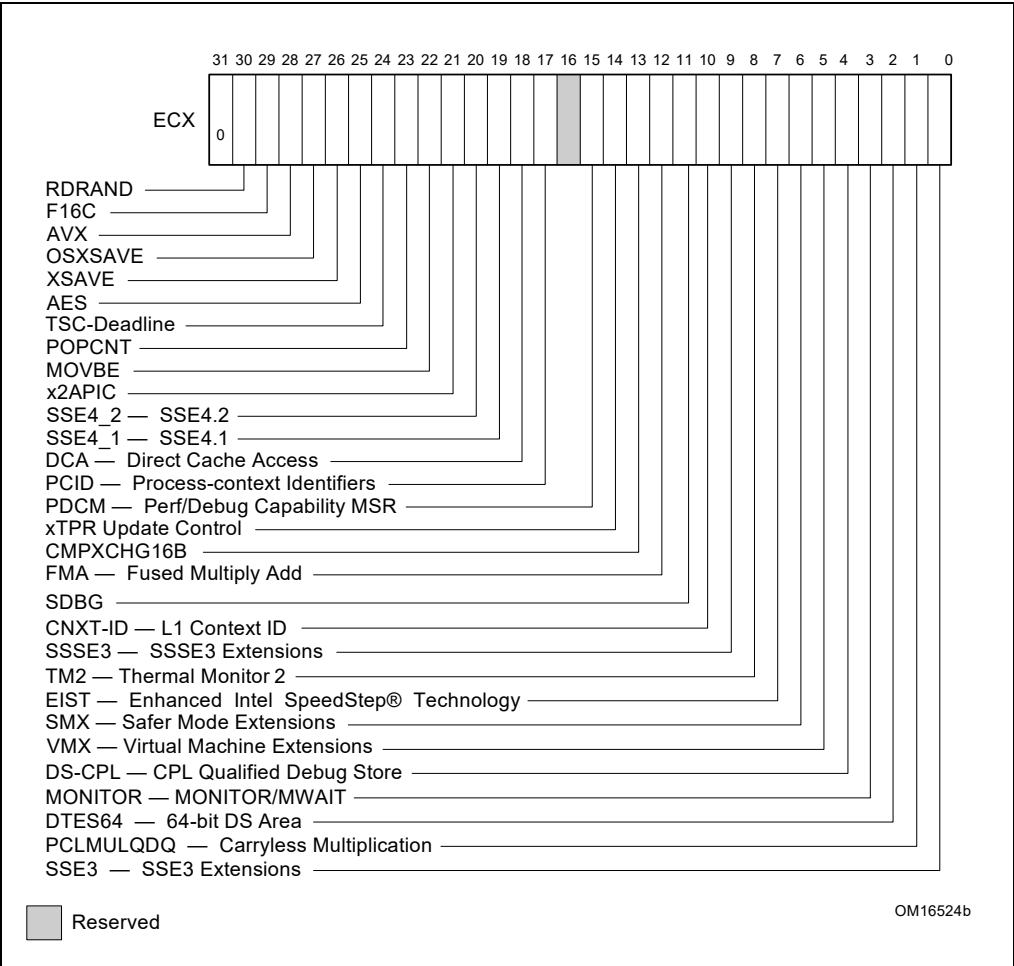 31 30 29 28 27 26 25 24 23 22 21 20 19 18 17 16 15 14 13 12 11 10 9 8 7 6 5 4 3 2 1 0
ECX
0
RDRAND
F16C
AVX
OSXSAVE
XSAVE
AES
TSC-Deadline
POPCNT
MOVBE
x2APIC
SSE4_2 — SSE4.2
SSE4_1 — SSE4.1
DCA — Direct Cache Access
PCID — Process-context Identifiers
PDCM — Perf/Debug Capability MSR
xTPR Update Control
CMPXCHG16B
FMA — Fused Multiply Add
SDBG
CNXT-ID — L1 Context ID
SSSE3 — SSSE3 Extensions
TM2 — Thermal Monitor 2
EIST — Enhanced Intel SpeedStep® Technology
SMX — Safer Mode Extensions
VMX — Virtual Machine Extensions
DS-CPL — CPL Qualified Debug Store
MONITOR — MONITOR/MWAIT
DTES64 — 64-bit DS Area
PCLMULQDQ — Carryless Multiplication
SSE3 — SSE3 Extensions
OM16524b
Reserved